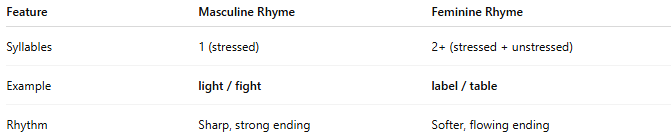 Feature Masculine Rhyme Feminine Rhyme
Syllables 1 (stressed) 2+ (stressed + unstressed)
Example light / fight label / table
Rhythm Sharp, strong ending Softer, flowing ending